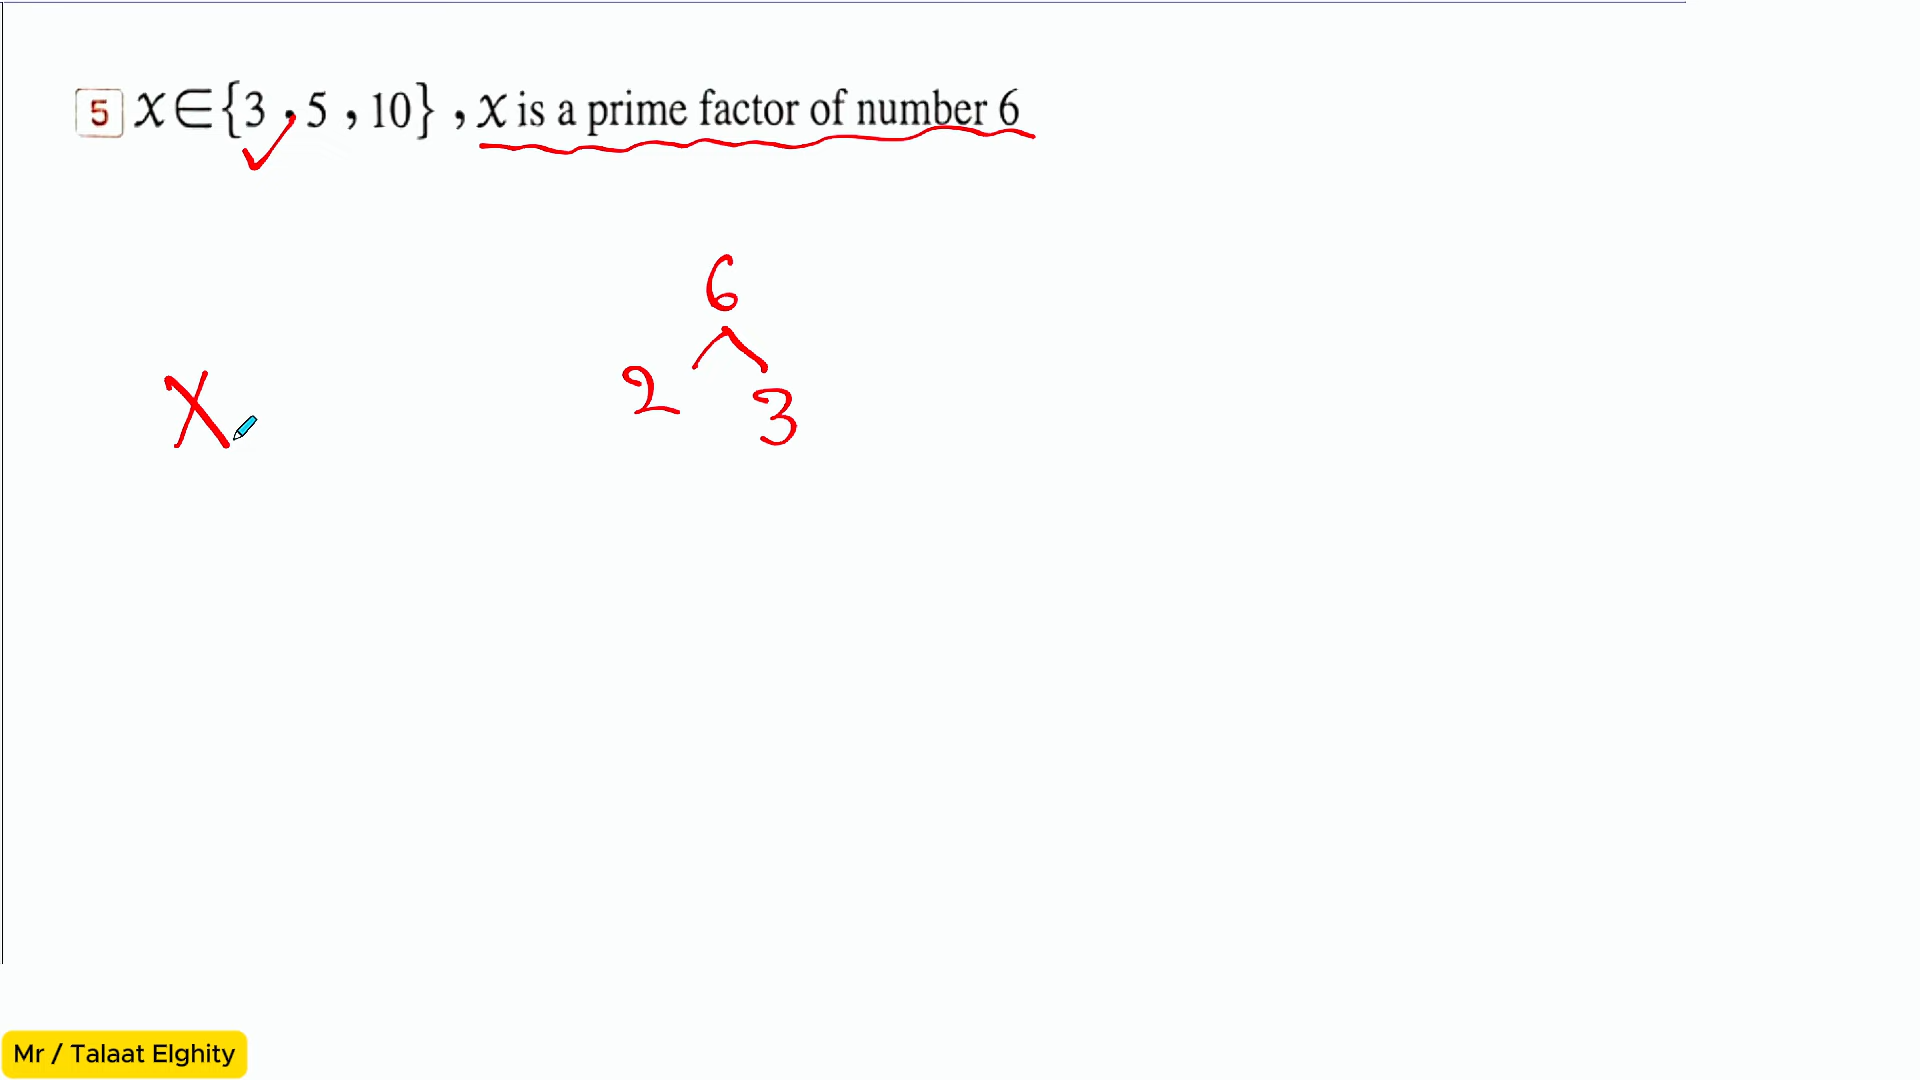 5 X∈{3 , 5 , 10} , X is a prime factor of number 6
6
2 3
X
Mr / Talaat Elghity